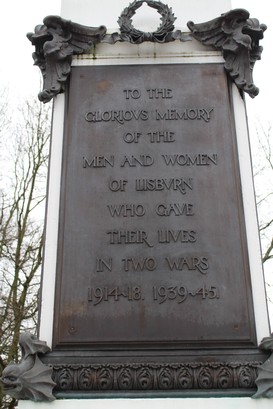 TO THE
GLORIOVS MEMORY
OF THE
MEN AND WOMEN
OF LISBVRN
WHO GAVE
THEIR LIVES
IN TWO WARS
1914-18. 1939-45.